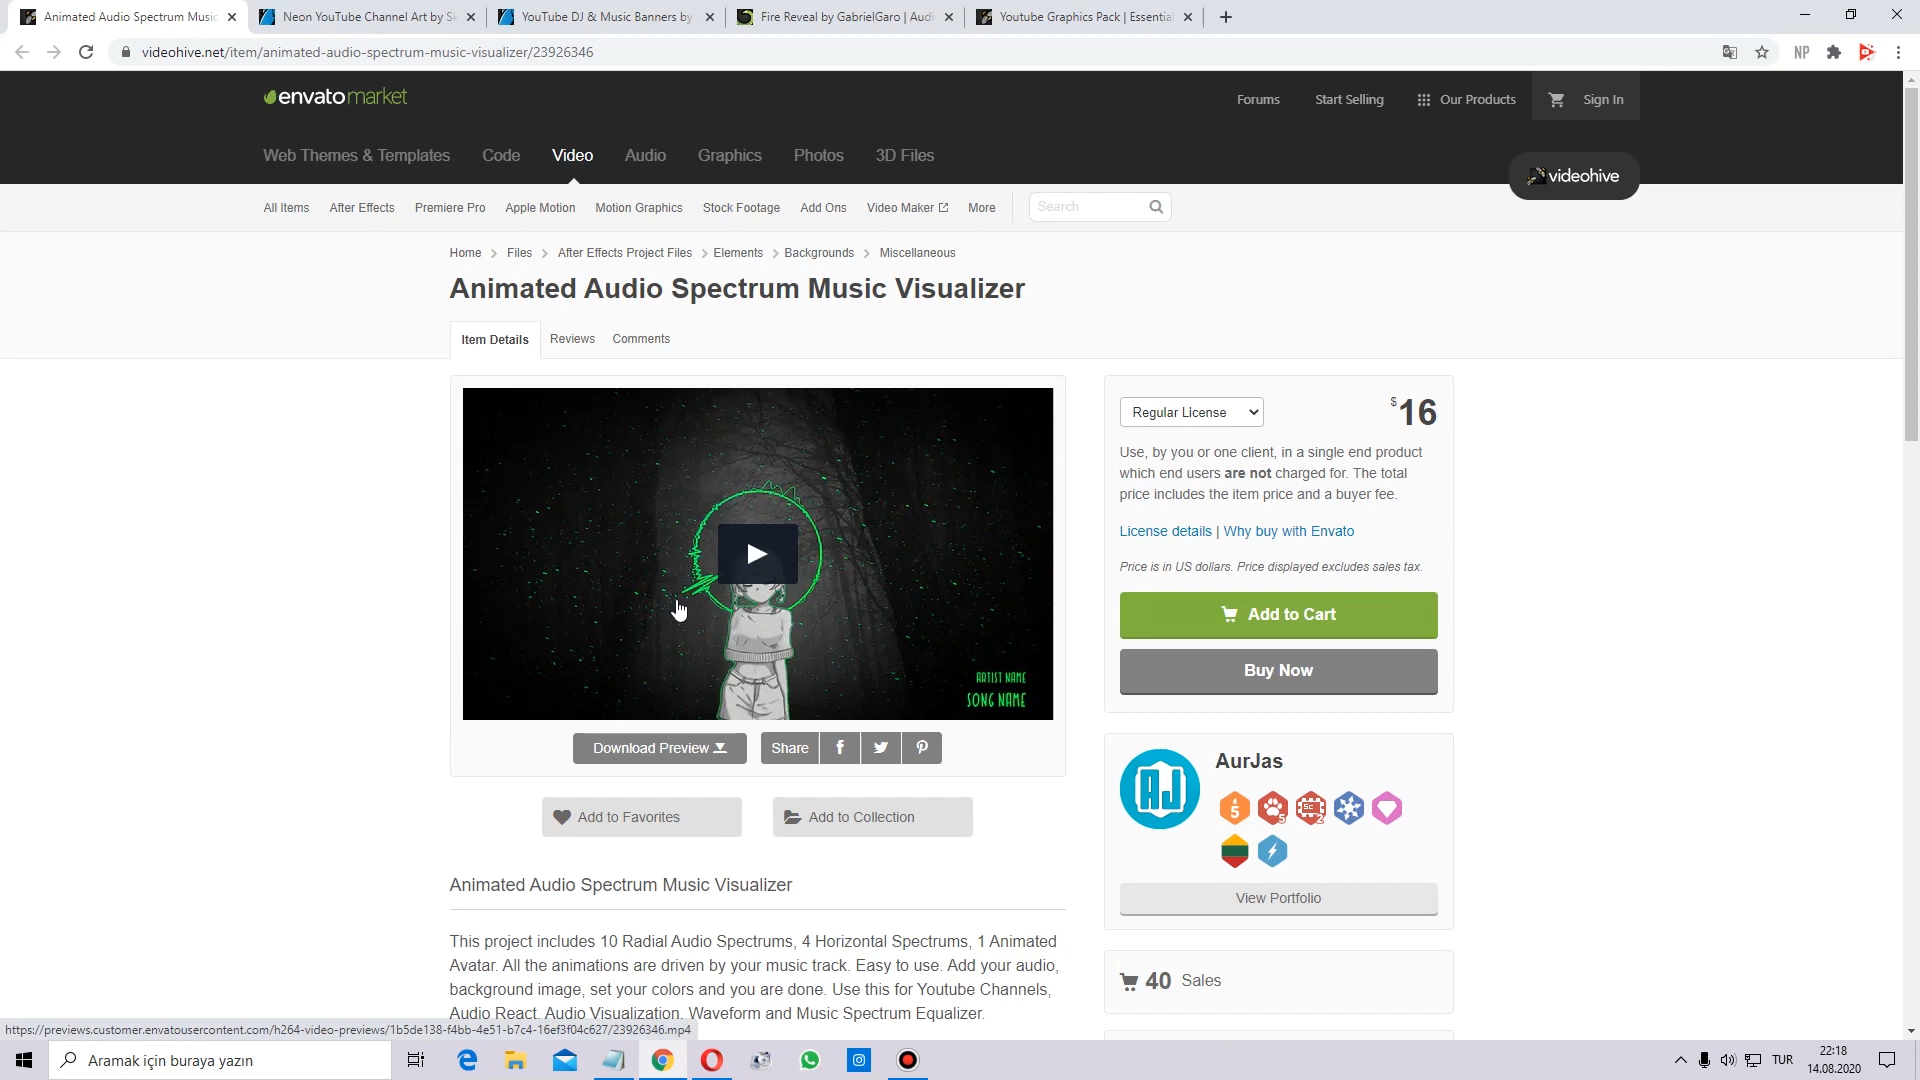 Animated Audio Spectrum Music
Neon YouTube Channel Art by Sk
YouTube DJ & Music Banners by
Fire Reveal by GabrielGaro | Audi
Youtube Graphics Pack | Essentia
videohive.net/item/animated-audio-spectrum-music-visualizer/23926346
NP
envatomarket
Forums
Start Selling
Our Products
Sign In
Web Themes & Templates
Code
Video
Audio
Graphics
Photos
3D Files
videohive
All Items
After Effects
Premiere Pro
Apple Motion
Motion Graphics
Stock Footage
Add Ons
Video Maker
More
Search
Home > Files > After Effects Project Files > Elements > Backgrounds > Miscellaneous
Animated Audio Spectrum Music Visualizer
Item Details
Reviews
Comments
ARTIST NAME
SONG NAME
Download Preview
Share
Add to Favorites
Add to Collection
Animated Audio Spectrum Music Visualizer
This project includes 10 Radial Audio Spectrums, 4 Horizontal Spectrums, 1 Animated
Avatar. All the animations are driven by your music track. Easy to use. Add your audio,
background image, set your colors and you are done. Use this for Youtube Channels,
Audio React, Audio Visualization, Waveform and Music Spectrum Equalizer.
Regular License
$16
Use, by you or one client, in a single end product
which end users are not charged for. The total
price includes the item price and a buyer fee.
License details | Why buy with Envato
Price is in US dollars. Price displayed excludes sales tax.
Add to Cart
Buy Now
AJ
AurJas
5
5
SC
2
View Portfolio
40 Sales
https://previews.customer.envatousercontent.com/h264-video-previews/1b5de138-f4bb-4e51-b7c4-16ef3f04c627/23926346.mp4
Aramak için buraya yazın
TUR
22:18
14.08.2020